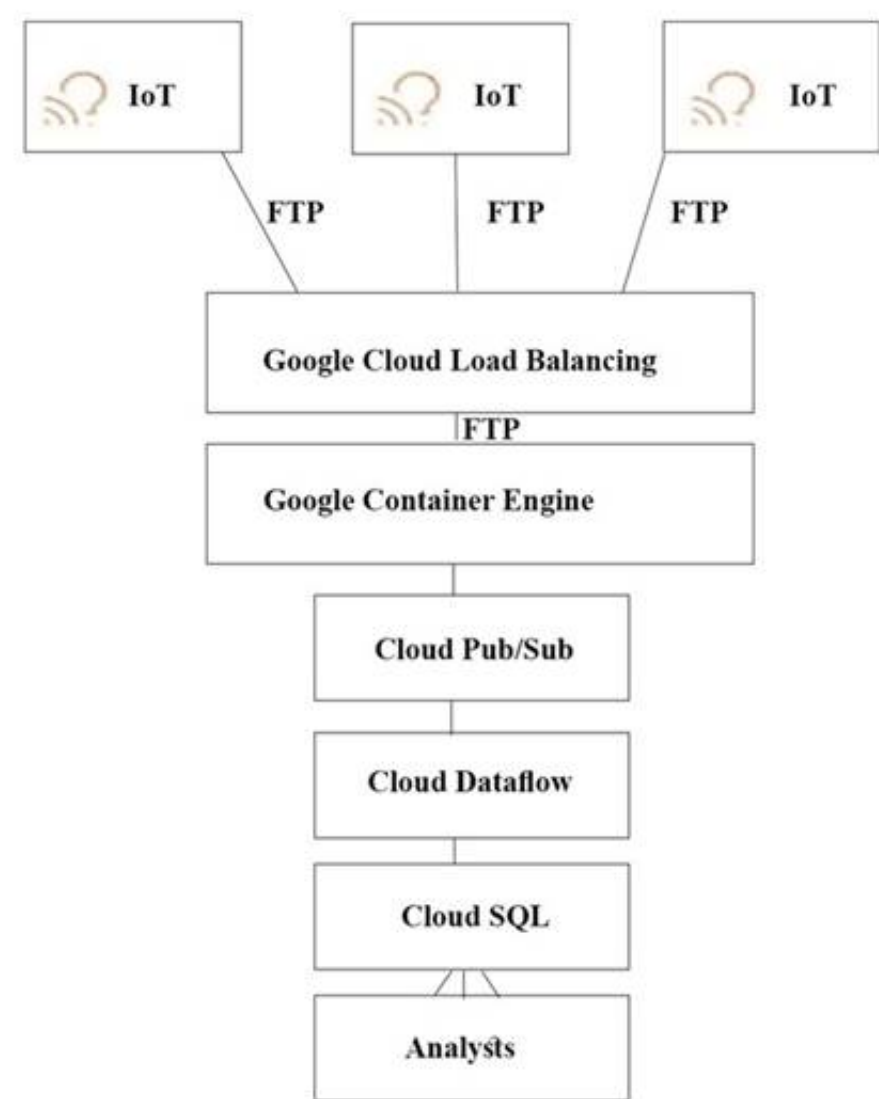 IoT
IoT
IoT
FTP
FTP
FTP
Google Cloud Load Balancing
FTP
Google Container Engine
Cloud Pub/Sub
Cloud Dataflow
Cloud SQL
Analysts